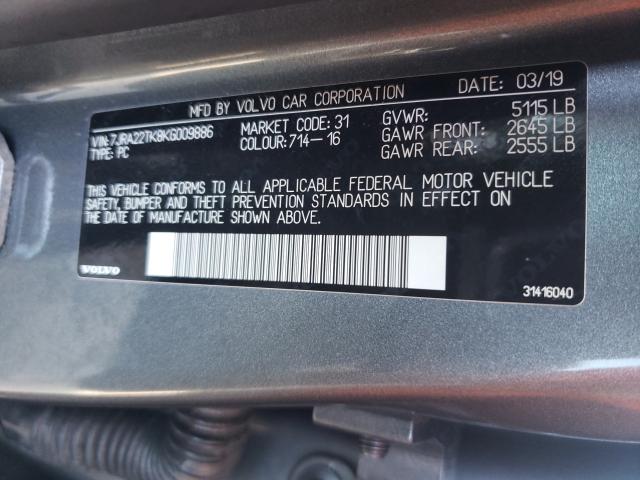 MFD BY VOLVO CAR CORPORATION DATE: 03/19
VIN: 7JRA22TK8KG009886 MARKET CODE: 31 GVWR: 5115 LB
TYPE: PC COLOUR: 714-16 GAWR FRONT: 2645 LB
GAWR REAR: 2555 LB
THIS VEHICLE CONFORMS TO ALL APPLICABLE FEDERAL MOTOR VEHICLE
SAFETY, BUMPER AND THEFT PREVENTION STANDARDS IN EFFECT ON
THE DATE OF MANUFACTURE SHOWN ABOVE.
VOLVO 31416040